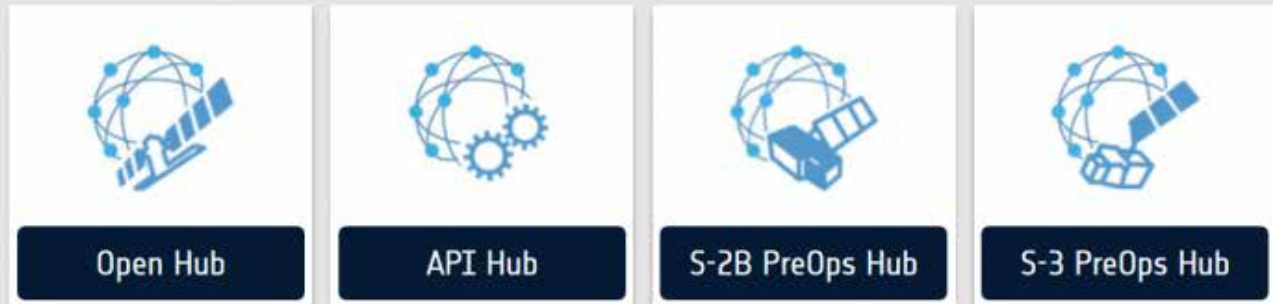 Open Hub
API Hub
S-2B PreOps Hub
S-3 PreOps Hub